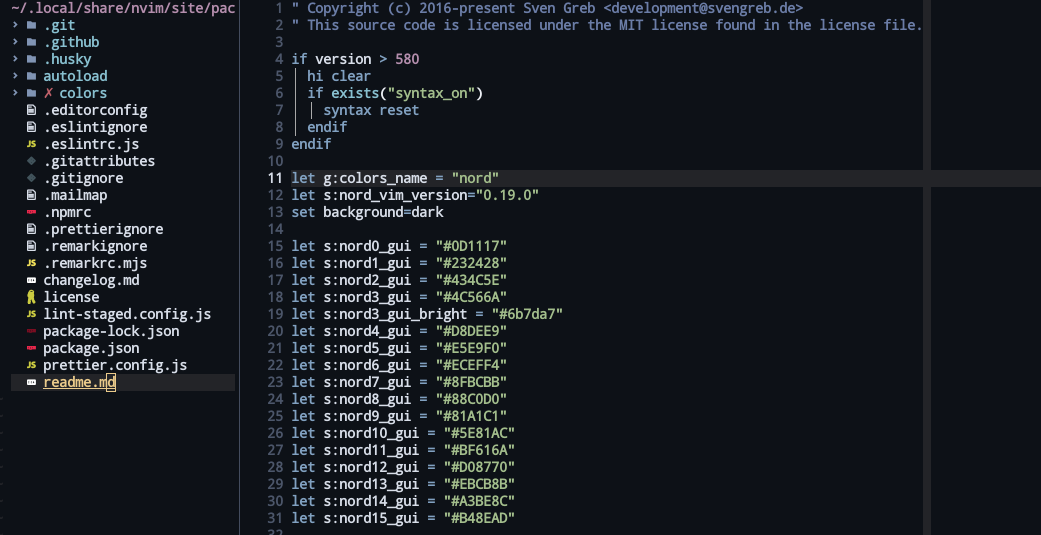 ~/.local/share/nvim/site/pac
.git
.github
.husky
autoload
✗ colors
.editorconfig
.eslintignore
JS .eslintrc.js
.gitattributes
.gitignore
.mailmap
.npmrc
.prettierignore
.remarkignore
JS .remarkrc.mjs
changelog.md
license
JS lint-staged.config.js
package-lock.json
package.json
JS prettier.config.js
readme.md
1 " Copyright (c) 2016-present Sven Greb <development@svengreb.de>
2 " This source code is licensed under the MIT license found in the license file.
3
4 if version > 580
5 hi clear
6 if exists("syntax_on")
7 syntax reset
8 endif
9 endif
10
11 let g:colors_name = "nord"
12 let s:nord_vim_version="0.19.0"
13 set background=dark
14
15 let s:nord0_gui = "#0D1117"
16 let s:nord1_gui = "#232428"
17 let s:nord2_gui = "#434C5E"
18 let s:nord3_gui = "#4C566A"
19 let s:nord3_gui_bright = "#6b7da7"
20 let s:nord4_gui = "#D8DEE9"
21 let s:nord5_gui = "#E5E9F0"
22 let s:nord6_gui = "#ECEFF4"
23 let s:nord7_gui = "#8FBCBB"
24 let s:nord8_gui = "#88C0D0"
25 let s:nord9_gui = "#81A1C1"
26 let s:nord10_gui = "#5E81AC"
27 let s:nord11_gui = "#BF616A"
28 let s:nord12_gui = "#D08770"
29 let s:nord13_gui = "#EBCB8B"
30 let s:nord14_gui = "#A3BE8C"
31 let s:nord15_gui = "#B48EAD"
32